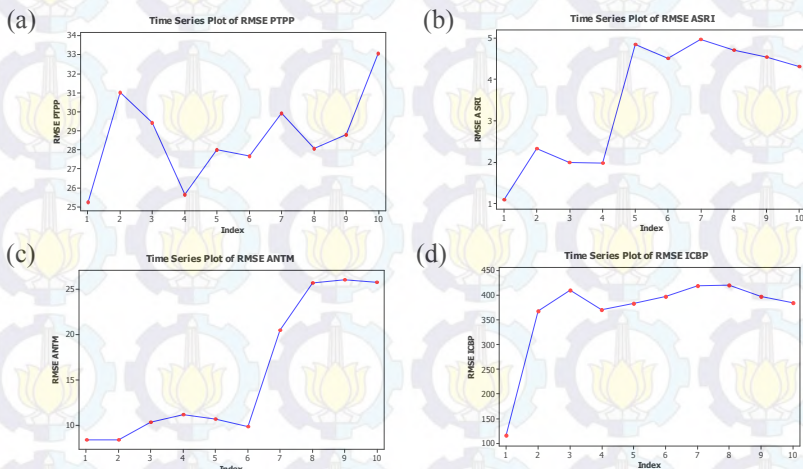 (a)
Time Series Plot of RMSE PTPP
RMSE PTPP
34
33
32
31
30
29
28
27
26
25
1 2 3 4 5 6 7 8 9 10
Index
(b)
Time Series Plot of RMSE ASRI
RMSE ASRI
5
4
3
2
1
1 2 3 4 5 6 7 8 9 10
Index
(c)
Time Series Plot of RMSE ANTM
RMSE ANTM
25
20
15
10
1 2 3 4 5 6 7 8 9 10
Index
(d)
Time Series Plot of RMSE ICBP
RMSE ICBP
450
400
350
300
250
200
150
100
1 2 3 4 5 6 7 8 9 10
Index